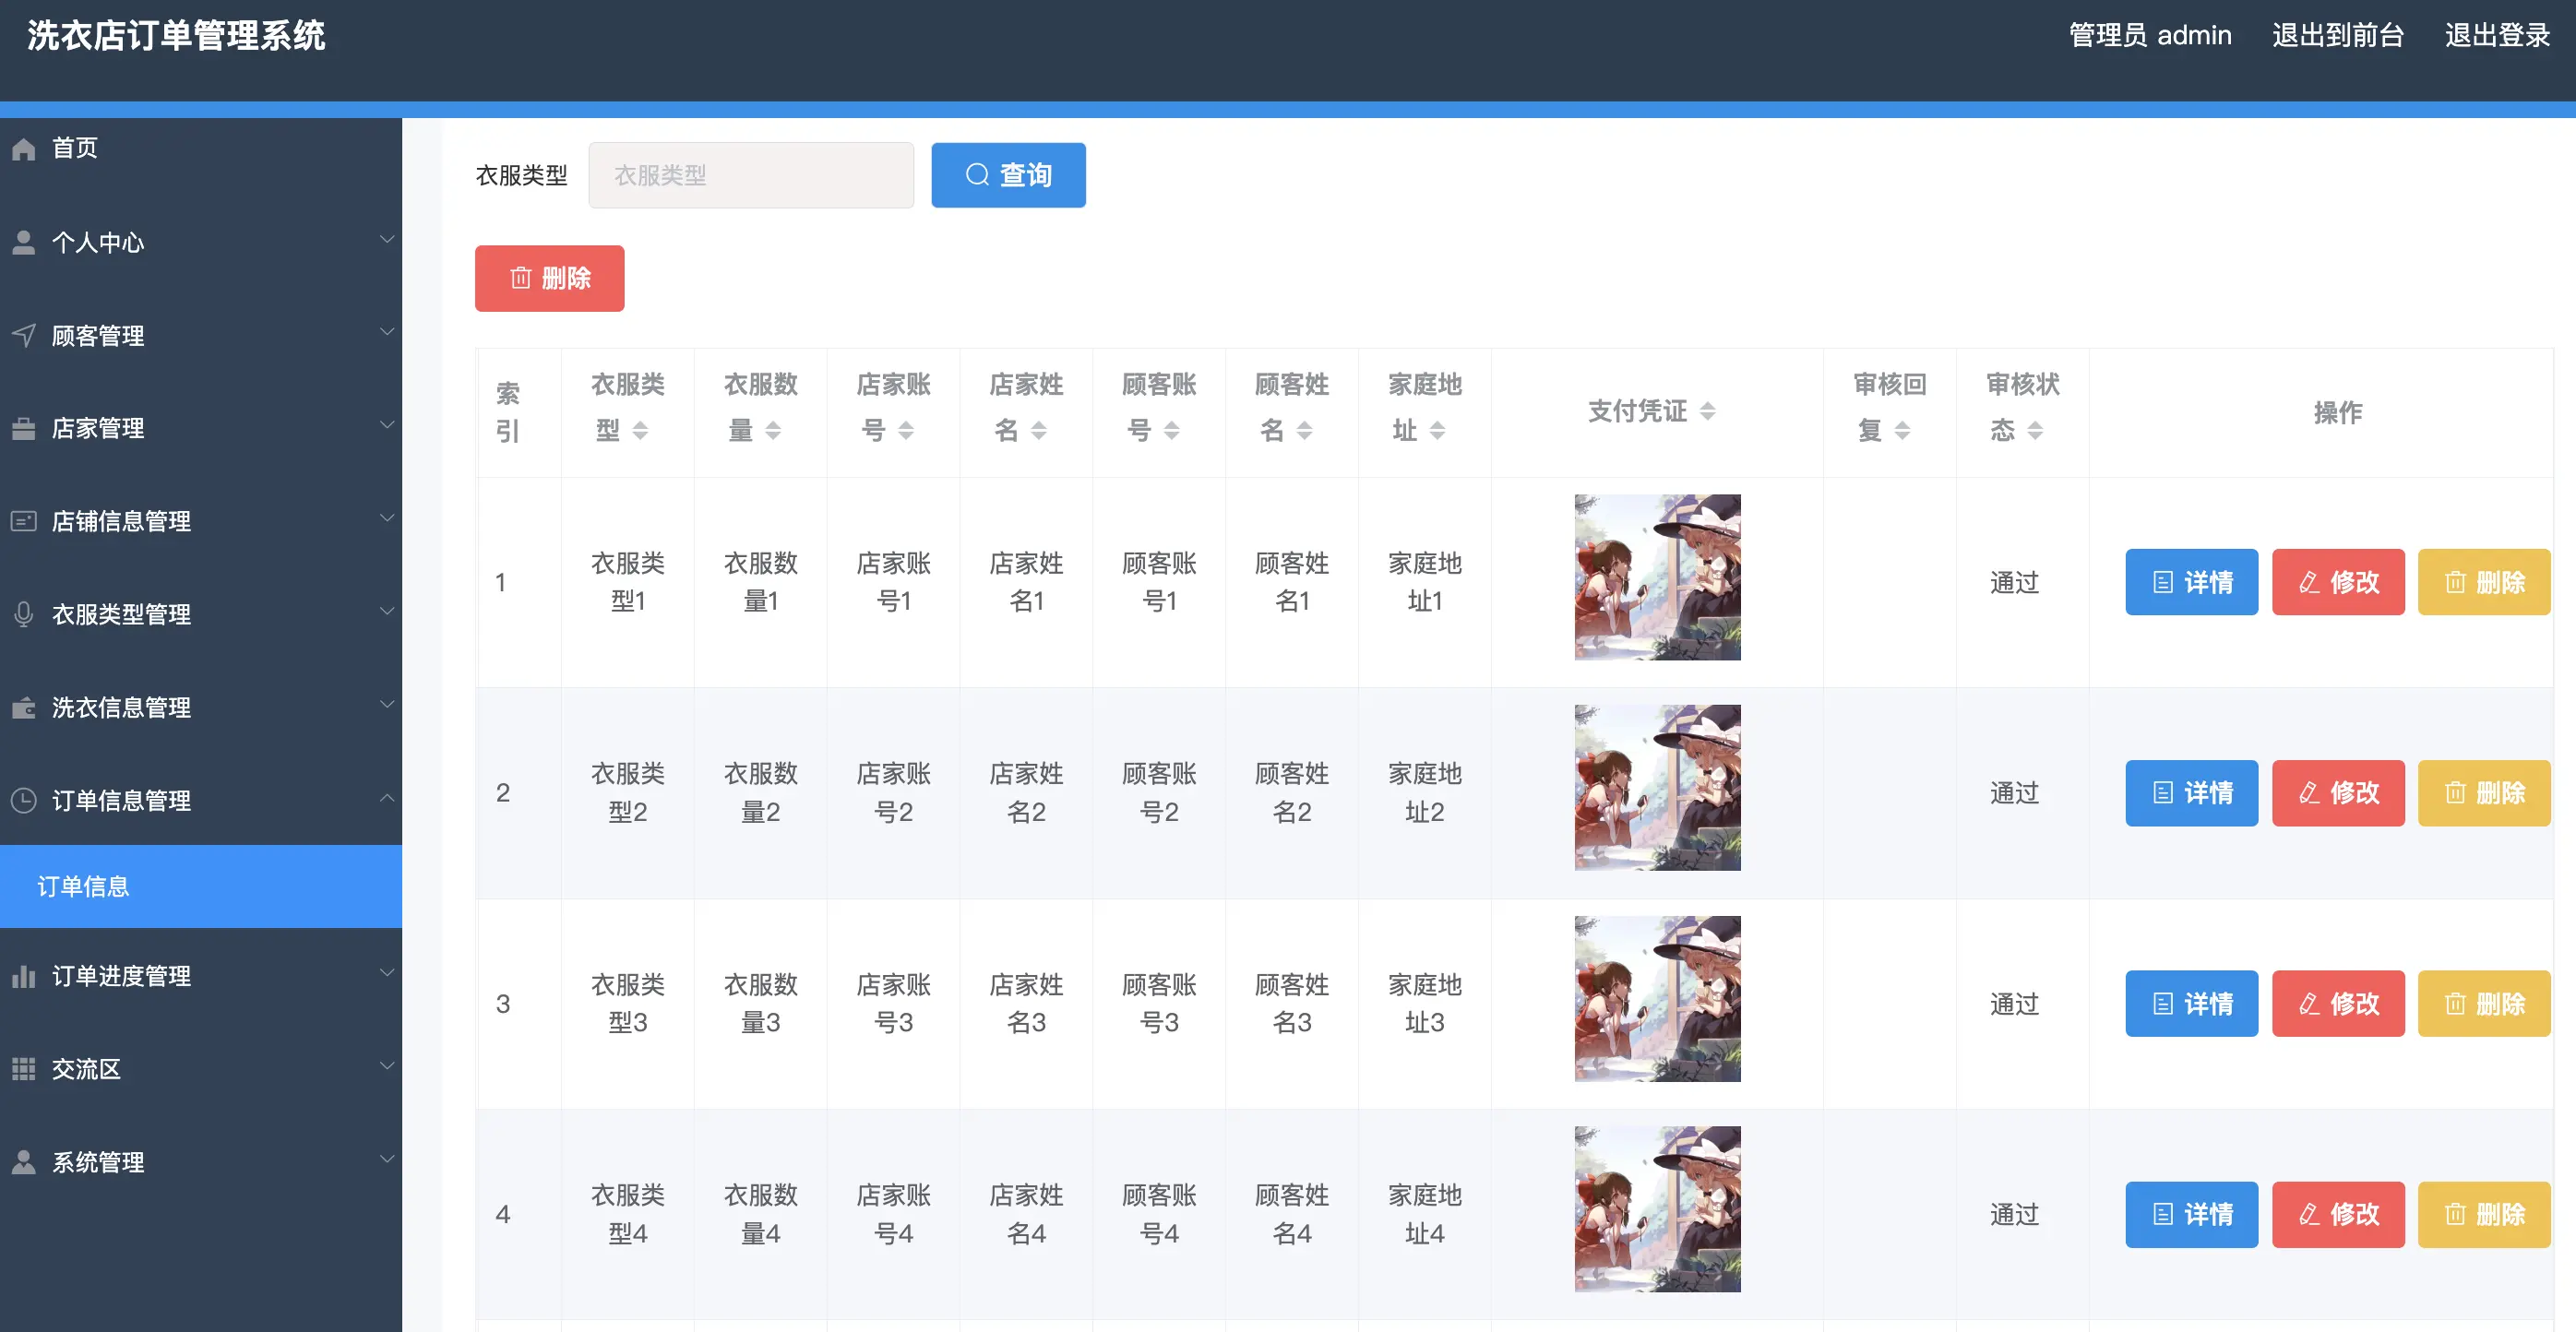 洗衣店订单管理系统
管理员 admin 退出到前台 退出登录
首页
个人中心
顾客管理
店家管理
店铺信息管理
衣服类型管理
洗衣信息管理
订单信息管理
订单信息
订单进度管理
交流区
系统管理
衣服类型 衣服类型 查询
删除
索引 衣服类型 衣服数量 店家账号 店家姓名 顾客账号 顾客姓名 家庭地址 支付凭证 审核回复 审核状态 操作
1 衣服类型1 衣服数量1 店家账号1 店家姓名1 顾客账号1 顾客姓名1 家庭地址1 通过 详情 修改 删除
2 衣服类型2 衣服数量2 店家账号2 店家姓名2 顾客账号2 顾客姓名2 家庭地址2 通过 详情 修改 删除
3 衣服类型3 衣服数量3 店家账号3 店家姓名3 顾客账号3 顾客姓名3 家庭地址3 通过 详情 修改 删除
4 衣服类型4 衣服数量4 店家账号4 店家姓名4 顾客账号4 顾客姓名4 家庭地址4 通过 详情 修改 删除